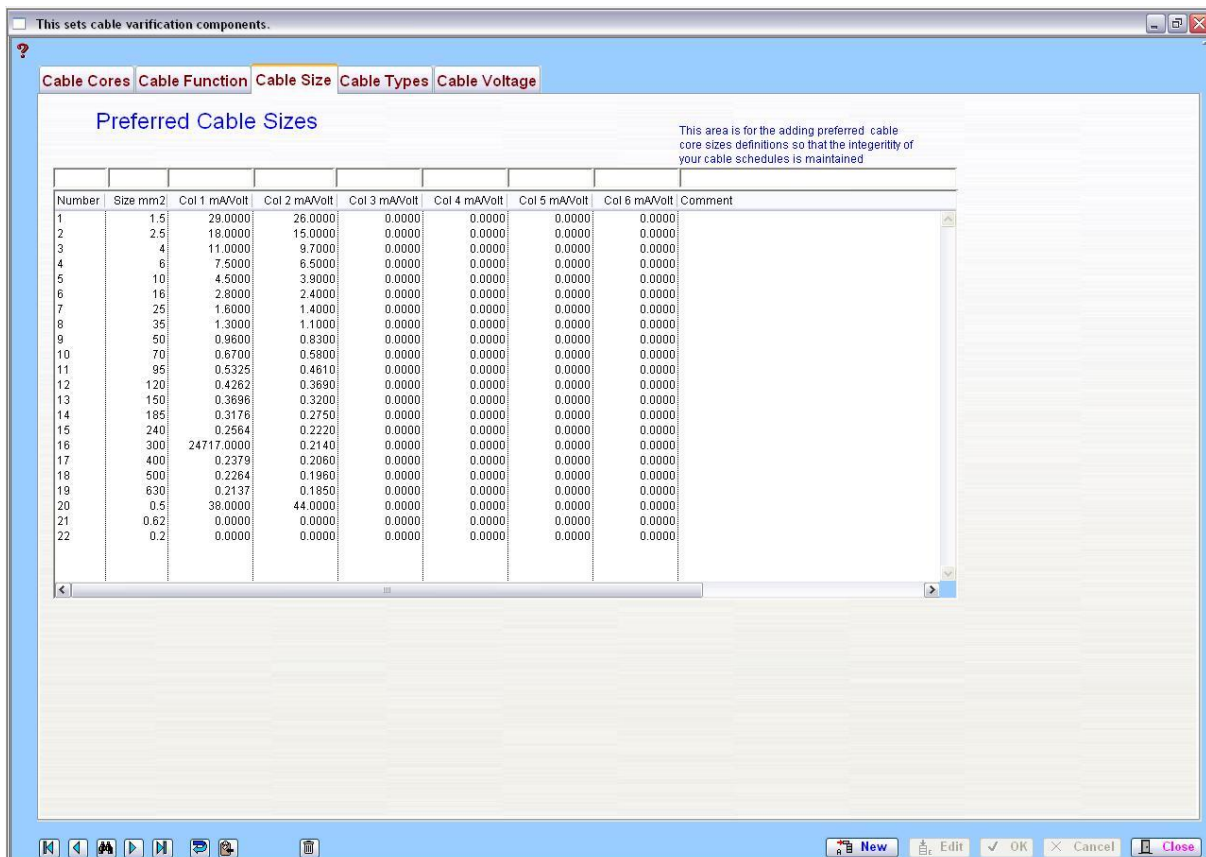 This sets cable varification components.
?
Cable Cores Cable Function Cable Size Cable Types Cable Voltage
Preferred Cable Sizes
This area is for the adding preferred cable
core sizes definitions so that the integeritity of
your cable schedules is maintained
Number Size mm2 Col 1 mA/Volt Col 2 mA/Volt Col 3 mA/Volt Col 4 mA/Volt Col 5 mA/Volt Col 6 mA/Volt Comment
1 1.5 29.0000 26.0000 0.0000 0.0000 0.0000 0.0000
2 2.5 18.0000 15.0000 0.0000 0.0000 0.0000 0.0000
3 4 11.0000 9.7000 0.0000 0.0000 0.0000 0.0000
4 6 7.5000 6.5000 0.0000 0.0000 0.0000 0.0000
5 10 4.5000 3.9000 0.0000 0.0000 0.0000 0.0000
6 16 2.8000 2.4000 0.0000 0.0000 0.0000 0.0000
7 25 1.6000 1.4000 0.0000 0.0000 0.0000 0.0000
8 35 1.3000 1.1000 0.0000 0.0000 0.0000 0.0000
9 50 0.9600 0.8300 0.0000 0.0000 0.0000 0.0000
10 70 0.6700 0.5800 0.0000 0.0000 0.0000 0.0000
11 95 0.5325 0.4610 0.0000 0.0000 0.0000 0.0000
12 120 0.4262 0.3690 0.0000 0.0000 0.0000 0.0000
13 150 0.3696 0.3200 0.0000 0.0000 0.0000 0.0000
14 185 0.3176 0.2750 0.0000 0.0000 0.0000 0.0000
15 240 0.2564 0.2220 0.0000 0.0000 0.0000 0.0000
16 300 24717.0000 0.2140 0.0000 0.0000 0.0000 0.0000
17 400 0.2379 0.2060 0.0000 0.0000 0.0000 0.0000
18 500 0.2264 0.1960 0.0000 0.0000 0.0000 0.0000
19 630 0.2137 0.1850 0.0000 0.0000 0.0000 0.0000
20 0.5 38.0000 44.0000 0.0000 0.0000 0.0000 0.0000
21 0.62 0.0000 0.0000 0.0000 0.0000 0.0000 0.0000
22 0.2 0.0000 0.0000 0.0000 0.0000 0.0000 0.0000
New Edit OK Cancel Close